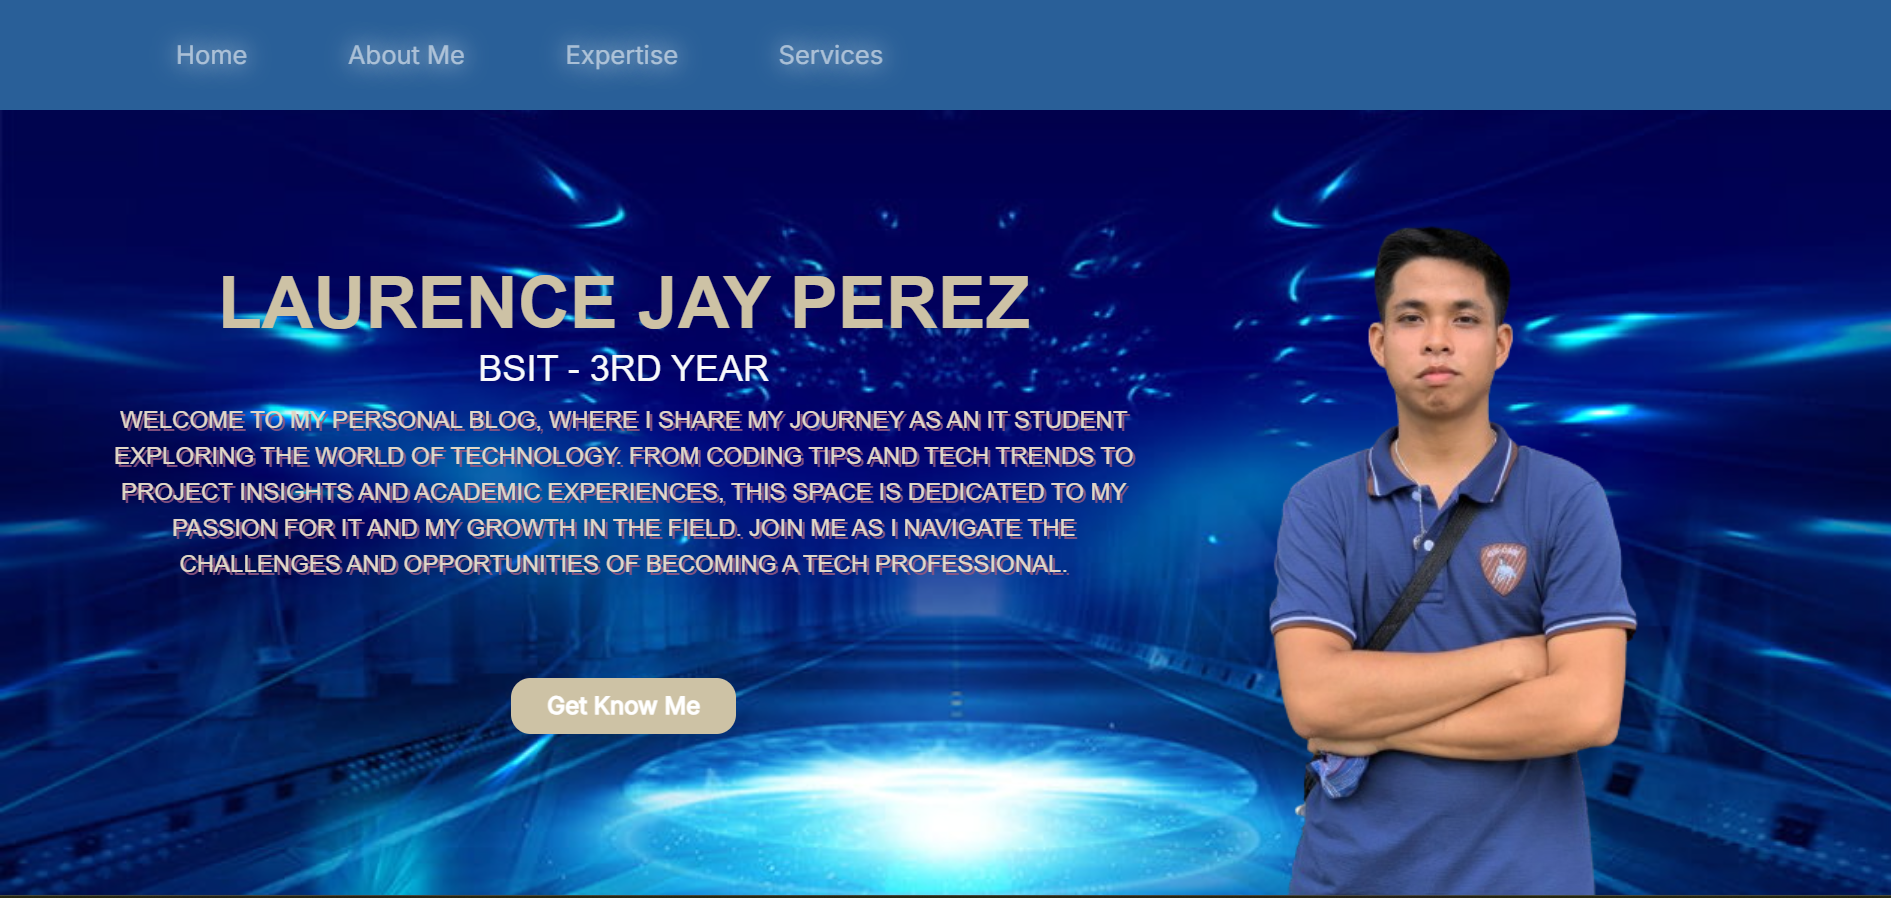 Home About Me Expertise Services
LAURENCE JAY PEREZ
BSIT - 3RD YEAR
WELCOME TO MY PERSONAL BLOG, WHERE I SHARE MY JOURNEY AS AN IT STUDENT
EXPLORING THE WORLD OF TECHNOLOGY. FROM CODING TIPS AND TECH TRENDS TO
PROJECT INSIGHTS AND ACADEMIC EXPERIENCES, THIS SPACE IS DEDICATED TO MY
PASSION FOR IT AND MY GROWTH IN THE FIELD. JOIN ME AS I NAVIGATE THE
CHALLENGES AND OPPORTUNITIES OF BECOMING A TECH PROFESSIONAL.
Get Know Me